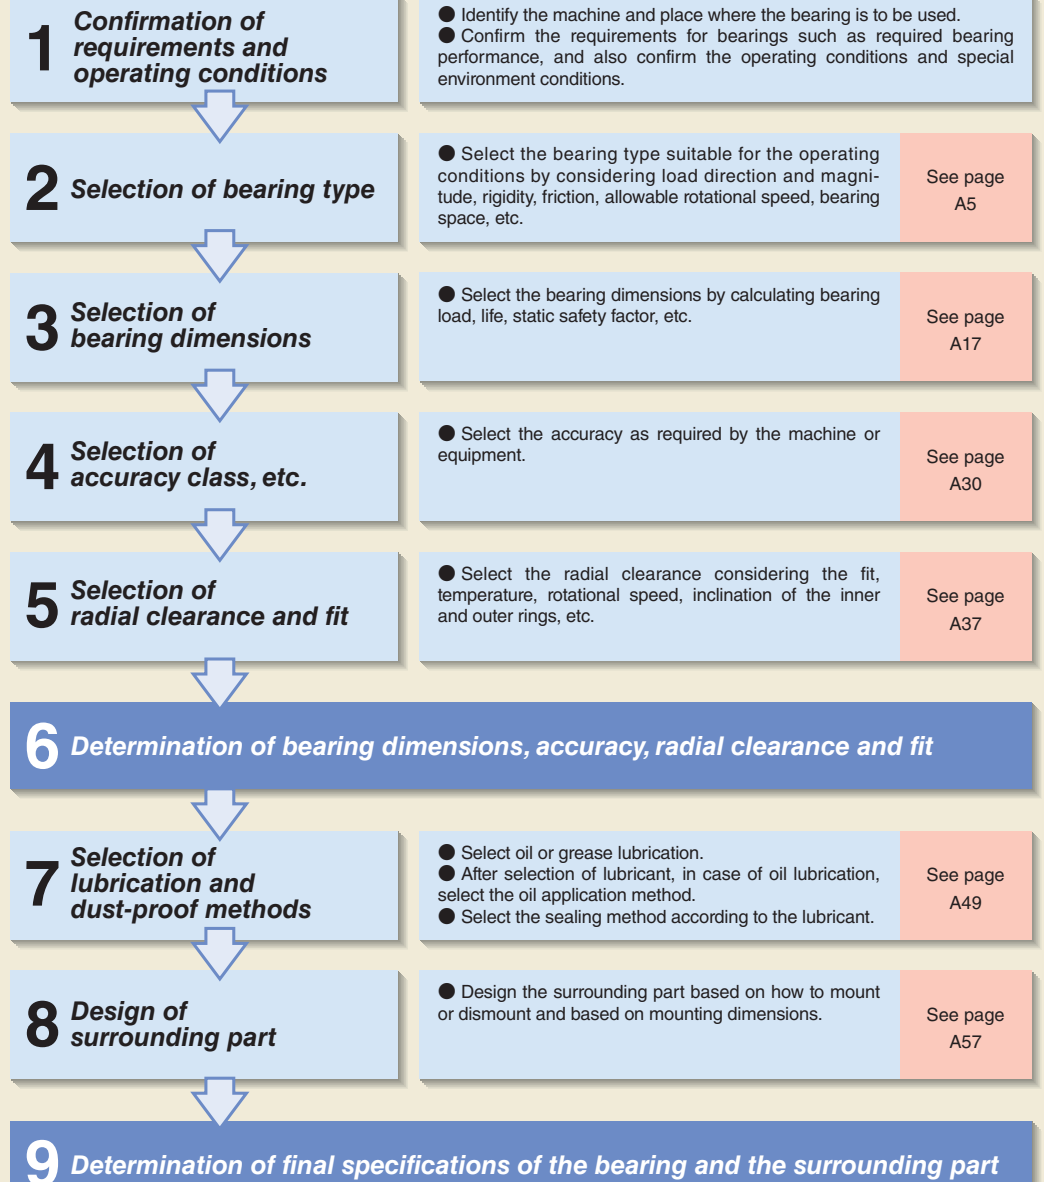 1
Confirmation of
requirements and
operating conditions
● Identify the machine and place where the bearing is to be used.
● Confirm the requirements for bearings such as required bearing
performance, and also confirm the operating conditions and special
environment conditions.
2
Selection of bearing type
● Select the bearing type suitable for the operating
conditions by considering load direction and magni-
tude, rigidity, friction, allowable rotational speed, bearing
space, etc.
See page
A5
3
Selection of
bearing dimensions
● Select the bearing dimensions by calculating bearing
load, life, static safety factor, etc.
See page
A17
4
Selection of
accuracy class, etc.
● Select the accuracy as required by the machine or
equipment.
See page
A30
5
Selection of
radial clearance and fit
● Select the radial clearance considering the fit,
temperature, rotational speed, inclination of the inner
and outer rings, etc.
See page
A37
6 Determination of bearing dimensions, accuracy, radial clearance and fit
7
Selection of
lubrication and
dust-proof methods
● Select oil or grease lubrication.
● After selection of lubricant, in case of oil lubrication,
select the oil application method.
● Select the sealing method according to the lubricant.
See page
A49
8
Design of
surrounding part
● Design the surrounding part based on how to mount
or dismount and based on mounting dimensions.
See page
A57
9 Determination of final specifications of the bearing and the surrounding part